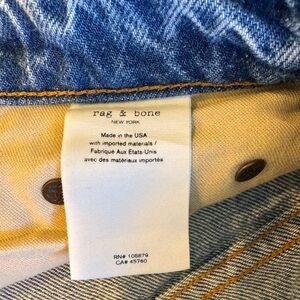 rag & bone
NEW YORK
Made in the USA
with imported materials /
Fabriqué Aux Etats-Unis
avec des matériaux importés
RN# 108879
CA# 45760